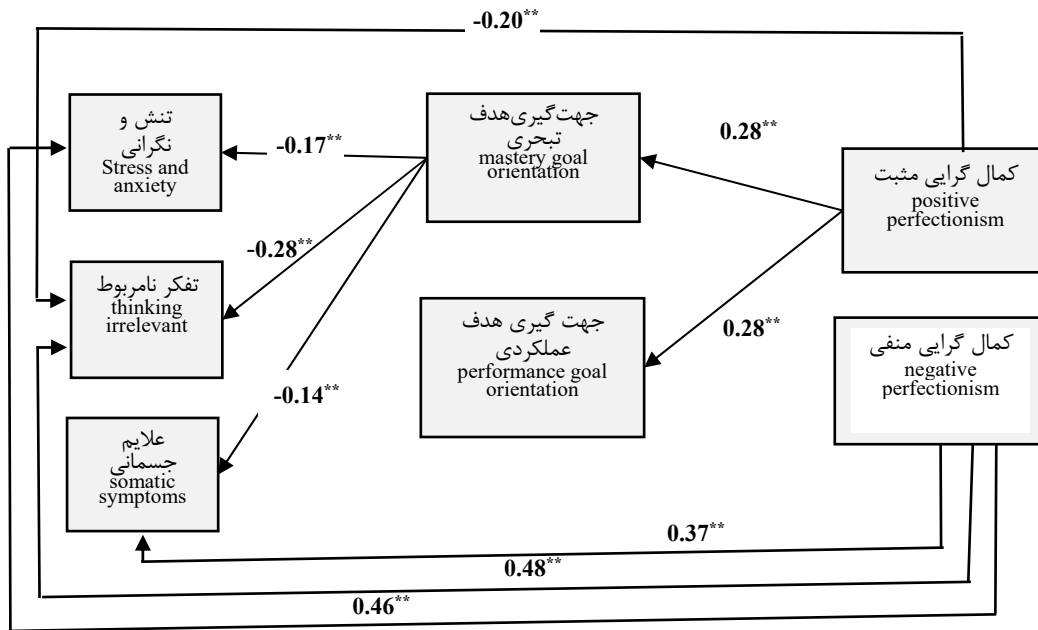 -0.20**
تنش و
نگرانی
Stress and
anxiety
-0.17**
جهت‌گیری‌هدف
تبحری
mastery goal
orientation
0.28**
کمال گرایی مثبت
positive
perfectionism
-0.28**
تفکر نامربوط
thinking
irrelevant
جهت گیری هدف
عملکردی
performance goal
orientation
0.28**
کمال گرایی منفی
negative
perfectionism
-0.14**
علایم
جسمانی
somatic
symptoms
0.37**
0.48**
0.46**